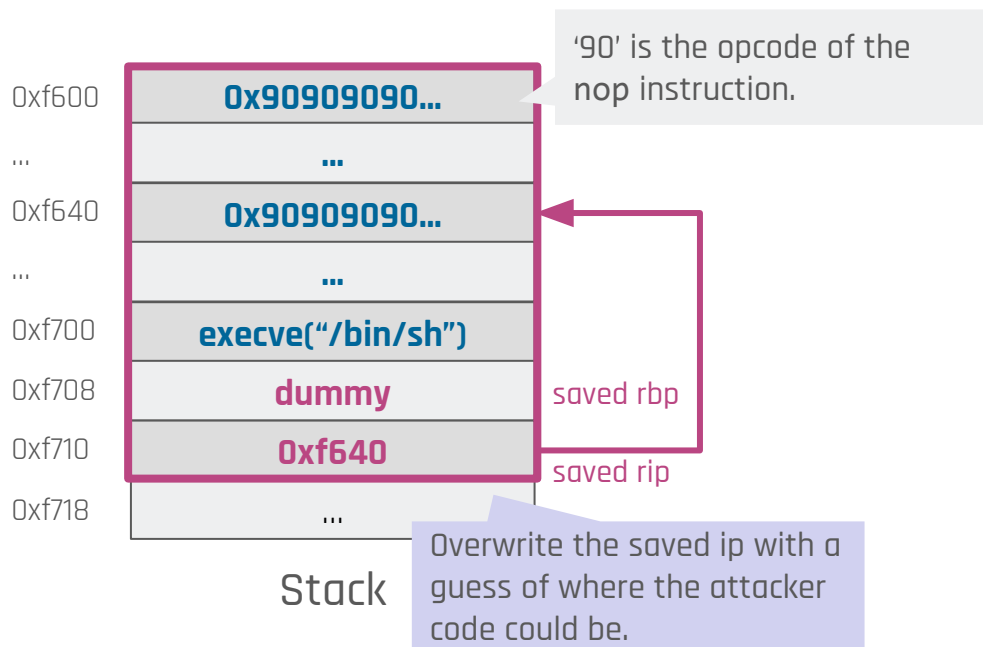 ‘90’ is the opcode of the
nop instruction.
0xf600 0x90909090...
... ...
0xf640 0x90909090...
... ...
0xf700 execve(“/bin/sh”)
0xf708 dummy saved rbp
0xf710 0xf640 saved rip
0xf718 ...
Stack
Overwrite the saved ip with a
guess of where the attacker
code could be.